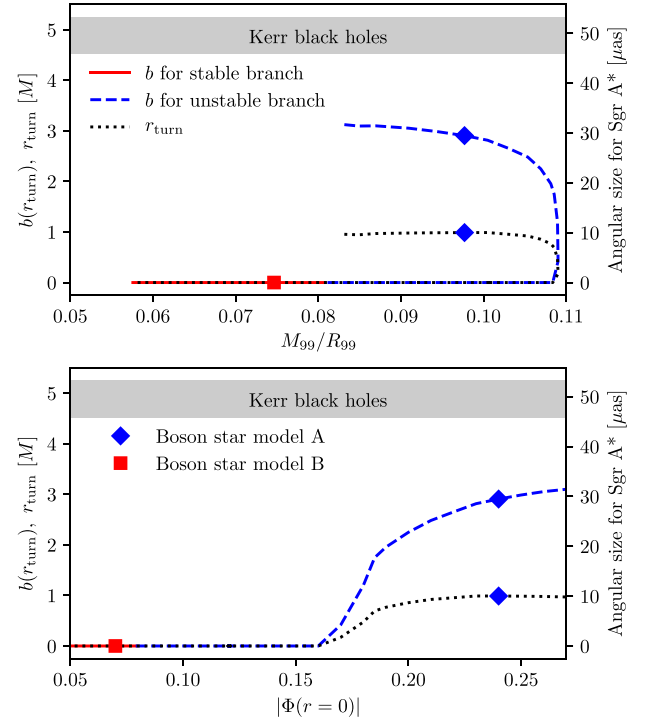 Kerr black holes
b for stable branch
b for unstable branch
r_turn
b(r_turn), r_turn [M]
5
4
3
2
1
0
Angular size for Sgr A* [μas]
50
40
30
20
10
0
0.05 0.06 0.07 0.08 0.09 0.10 0.11
M_99/R_99
Kerr black holes
Boson star model A
Boson star model B
b(r_turn), r_turn [M]
5
4
3
2
1
0
Angular size for Sgr A* [μas]
50
40
30
20
10
0
0.05 0.10 0.15 0.20 0.25
|Φ(r = 0)|